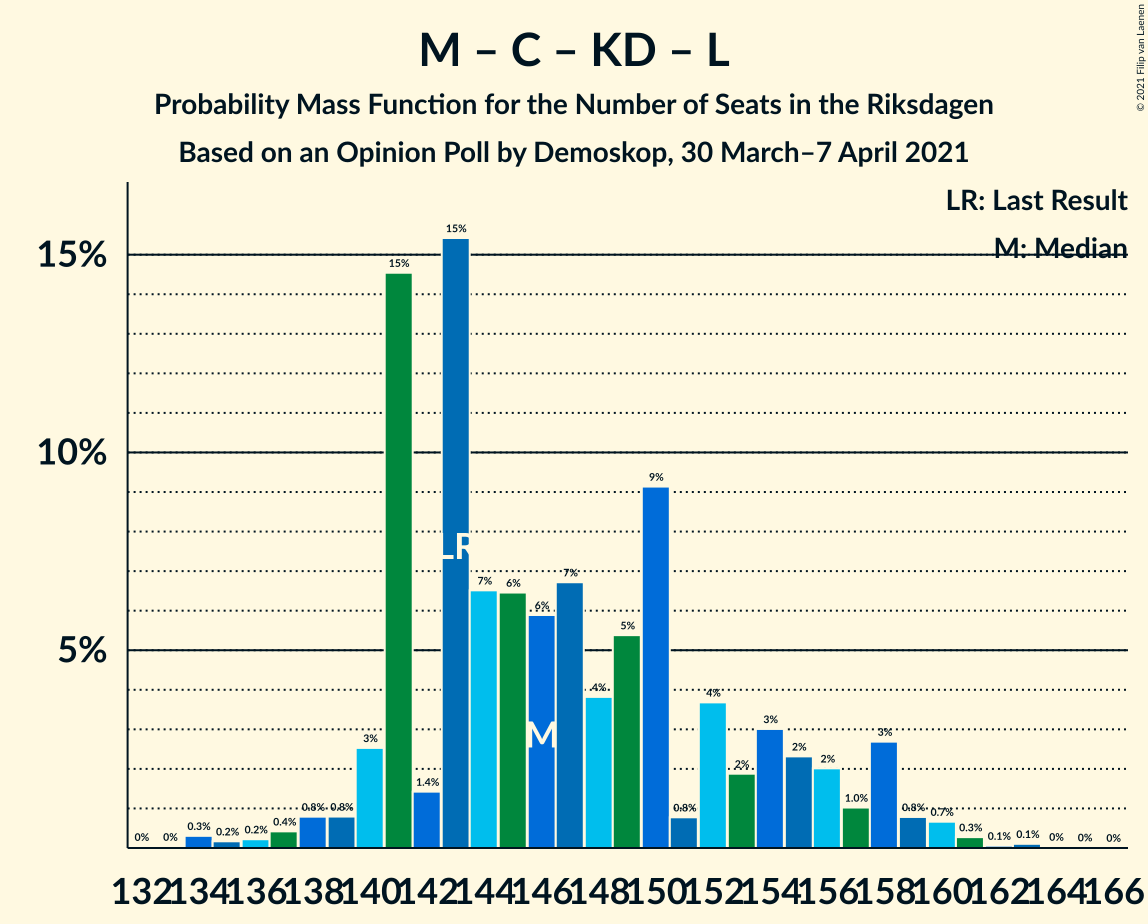 M – C – KD – L
Probability Mass Function for the Number of Seats in the Riksdagen
Based on an Opinion Poll by Demoskop, 30 March–7 April 2021
© 2021 Filip van Laenen
LR: Last Result
M: Median
15%
10%
5%
0% 0% 0.3% 0.2% 0.2% 0.4% 0.8% 0.8% 3% 15% 1.4% 15% 7% 6% 6% 7% 4% 5% 9% 0.8% 4% 2% 3% 2% 2% 1.0% 3% 0.8% 0.7% 0.3% 0.1% 0.1% 0% 0% 0%
LR
M
132 134 136 138 140 142 144 146 148 150 152 154 156 158 160 162 164 166